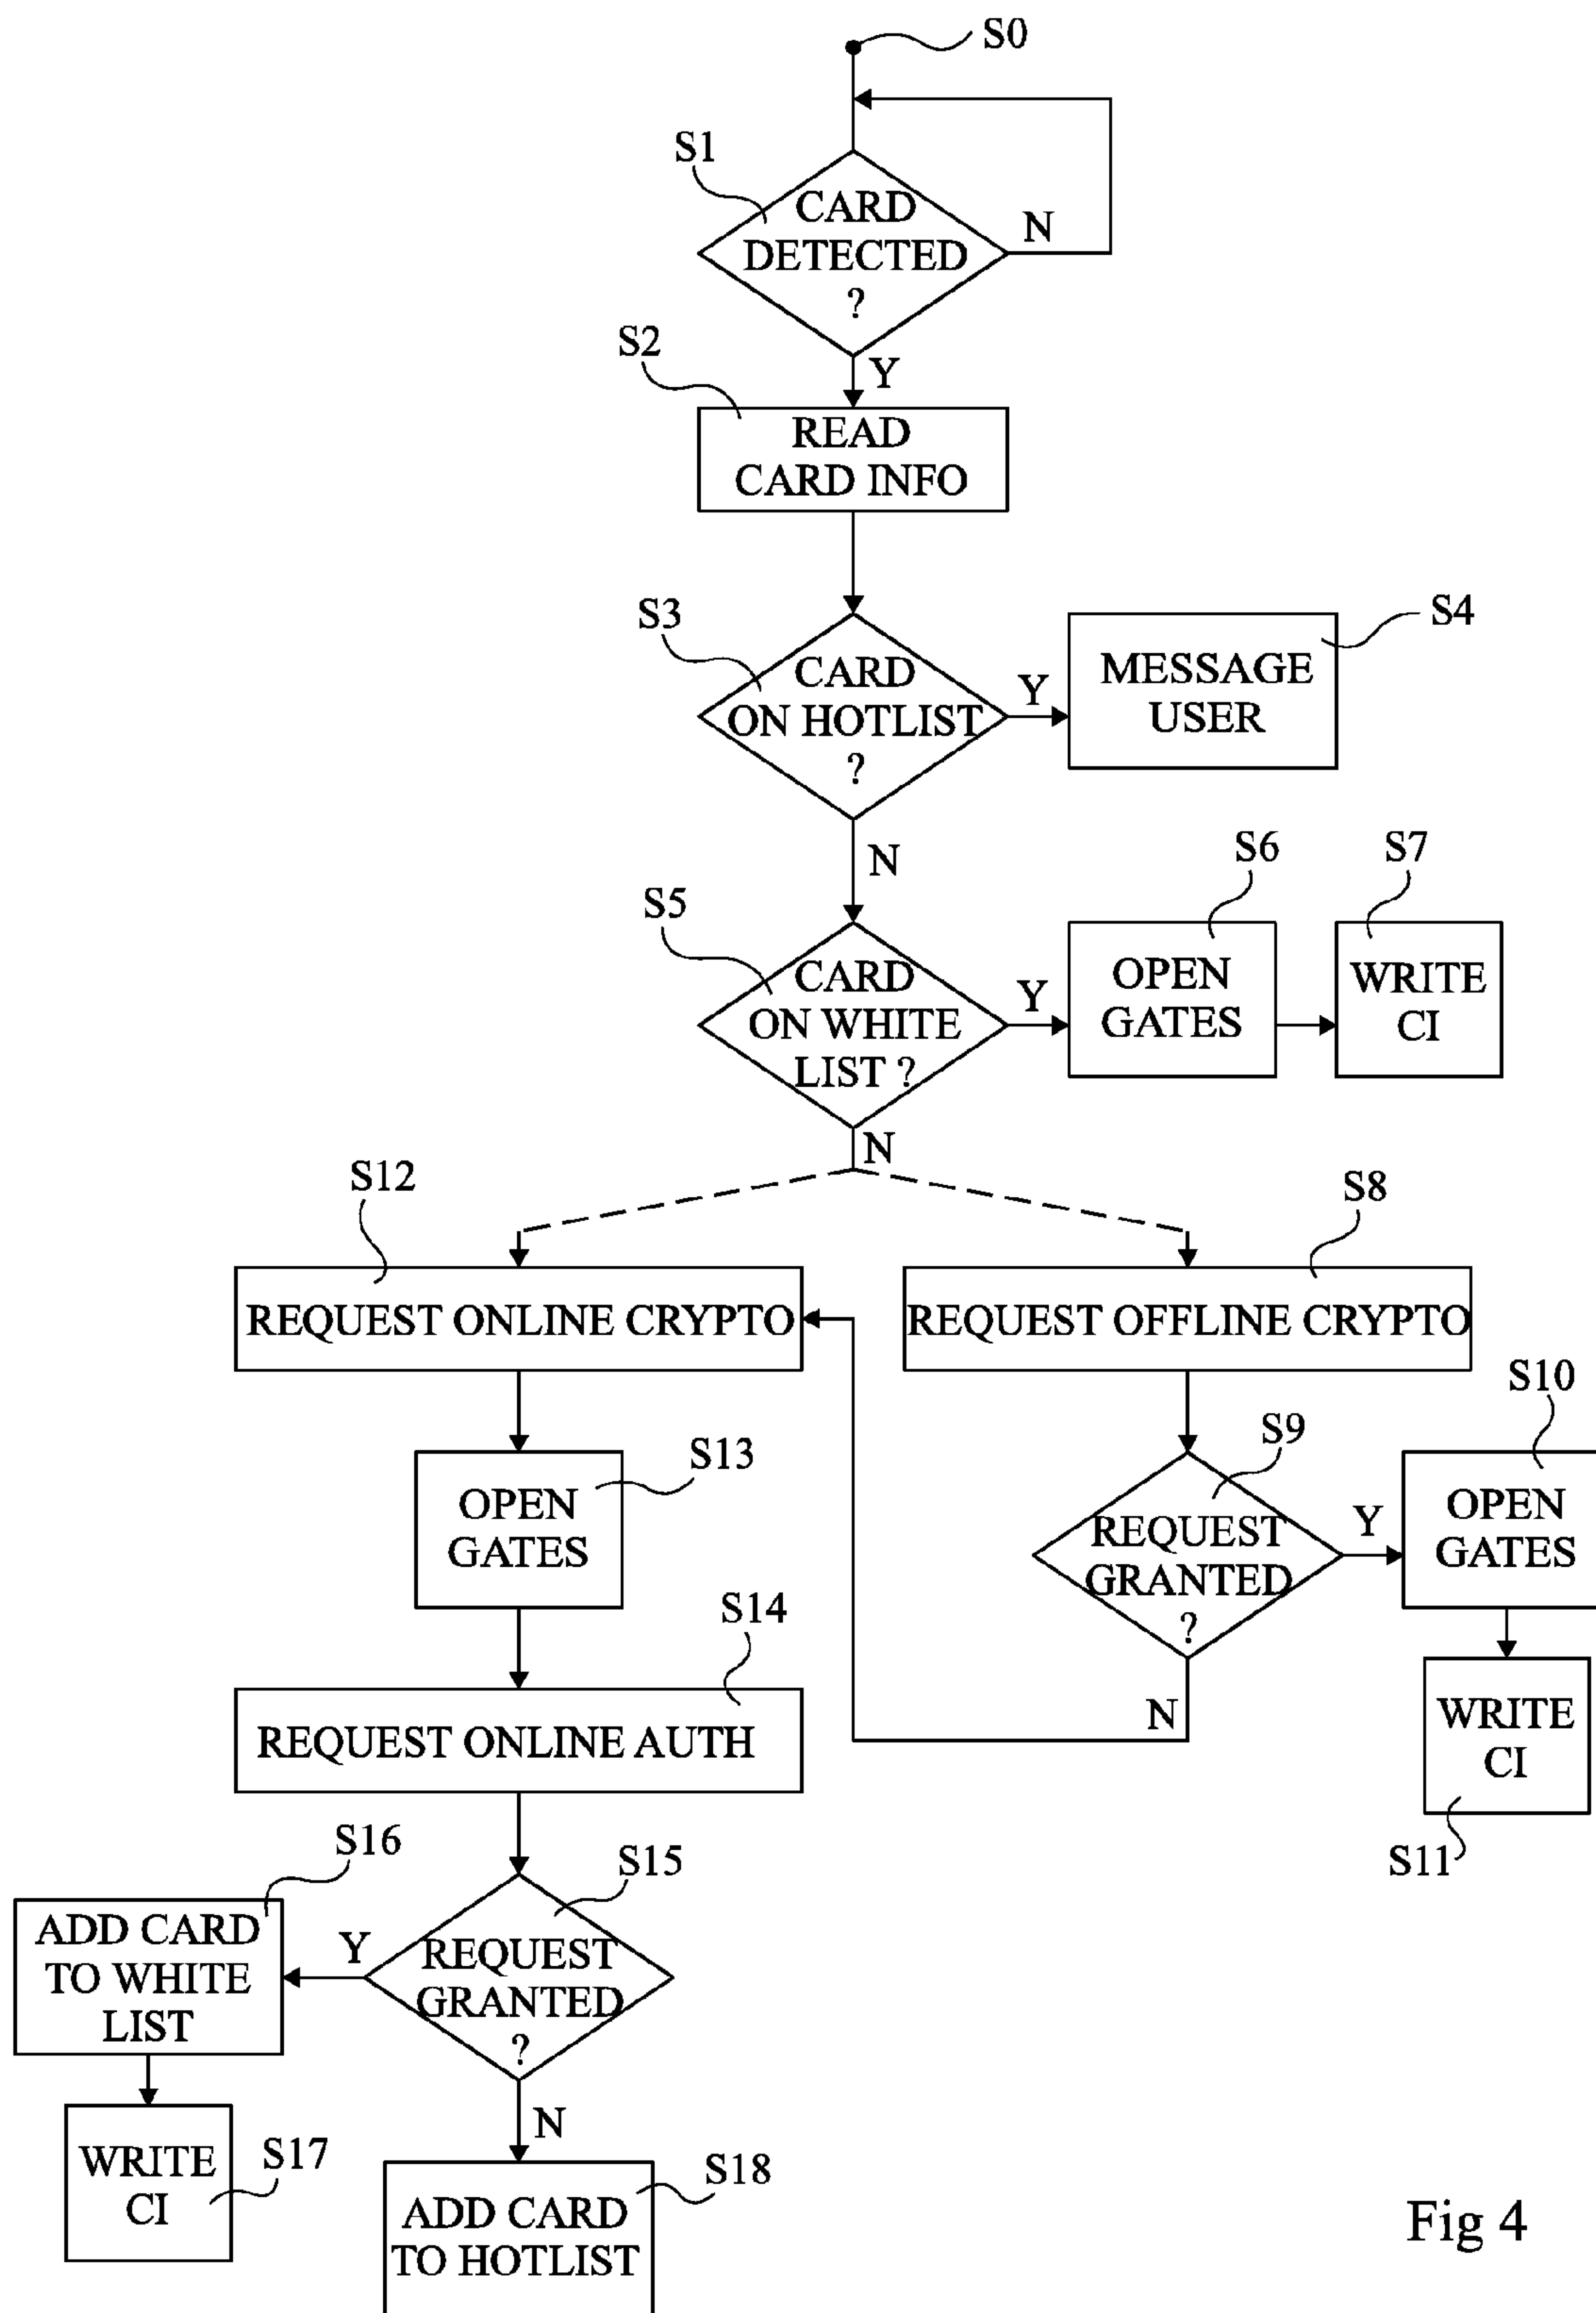 S0
S1
CARD
DETECTED
?
N
Y
S2
READ
CARD INFO
S3
CARD
ON HOTLIST
?
Y
S4
MESSAGE
USER
N
S5
CARD
ON WHITE
LIST ?
Y
S6
OPEN
GATES
S7
WRITE
CI
N
S12
REQUEST ONLINE CRYPTO
S8
REQUEST OFFLINE CRYPTO
S13
OPEN
GATES
S9
REQUEST
GRANTED
?
Y
S10
OPEN
GATES
N
WRITE
CI
S11
S14
REQUEST ONLINE AUTH
S15
REQUEST
GRANTED
?
Y
S16
ADD CARD
TO WHITE
LIST
WRITE
CI
S17
N
S18
ADD CARD
TO HOTLIST
Fig 4